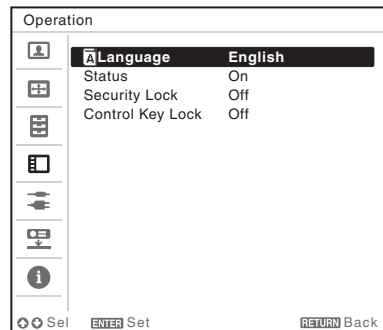 Operation
A Language English
Status On
Security Lock Off
Control Key Lock Off
Sel ENTER Set RETURN Back